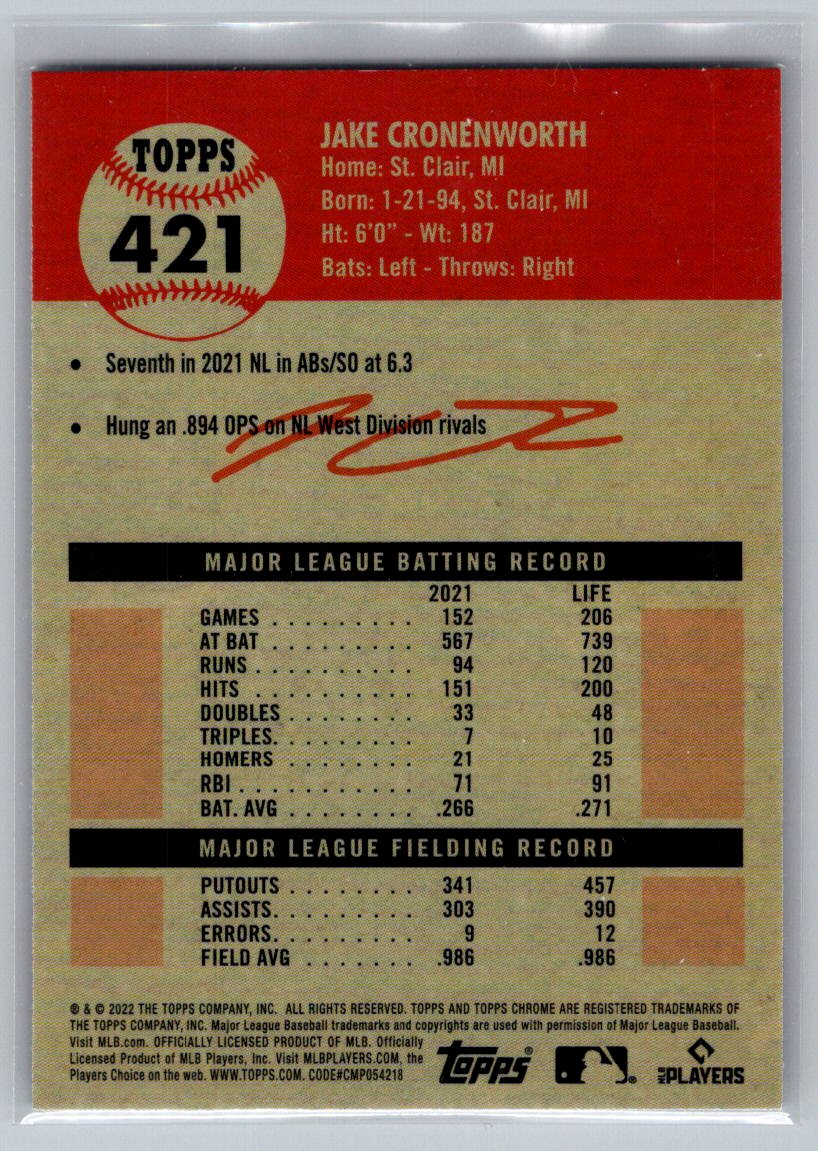 TOPPS
421
JAKE CRONENWORTH
Home: St. Clair, MI
Born: 1-21-94, St. Clair, MI
Ht: 6'0" - Wt: 187
Bats: Left - Throws: Right
• Seventh in 2021 NL in ABs/SO at 6.3
• Hung an .894 OPS on NL West Division rivals
MAJOR LEAGUE BATTING RECORD
2021 LIFE
GAMES . . . . . . . . . 152 206
AT BAT . . . . . . . . . 567 739
RUNS . . . . . . . . . . 94 120
HITS . . . . . . . . . . 151 200
DOUBLES . . . . . . . . 33 48
TRIPLES. . . . . . . . . 7 10
HOMERS . . . . . . . . 21 25
RBI . . . . . . . . . . . 71 91
BAT. AVG . . . . . . . . .266 .271
MAJOR LEAGUE FIELDING RECORD
PUTOUTS . . . . . . . . 341 457
ASSISTS. . . . . . . . . 303 390
ERRORS. . . . . . . . . 9 12
FIELD AVG . . . . . . . .986 .986
® & © 2022 THE TOPPS COMPANY, INC. ALL RIGHTS RESERVED. TOPPS AND TOPPS CHROME ARE REGISTERED TRADEMARKS OF
THE TOPPS COMPANY, INC. Major League Baseball trademarks and copyrights are used with permission of Major League Baseball.
Visit MLB.com. OFFICIALLY LICENSED PRODUCT OF MLB. Officially
Licensed Product of MLB Players, Inc. Visit MLBPLAYERS.COM, the
Players Choice on the web. WWW.TOPPS.COM. CODE#CMP054218
Topps® ® MLB PLAYERS